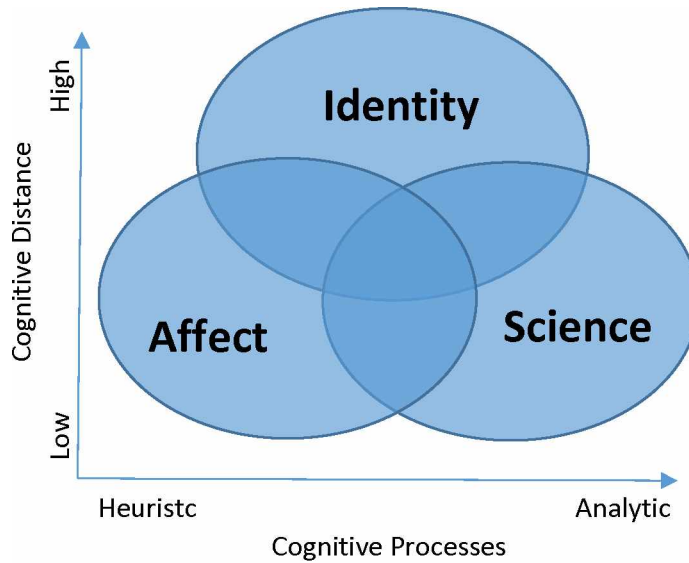 High
Identity
Cognitive Distance
Affect
Science
Low
Heuristc
Analytic
Cognitive Processes